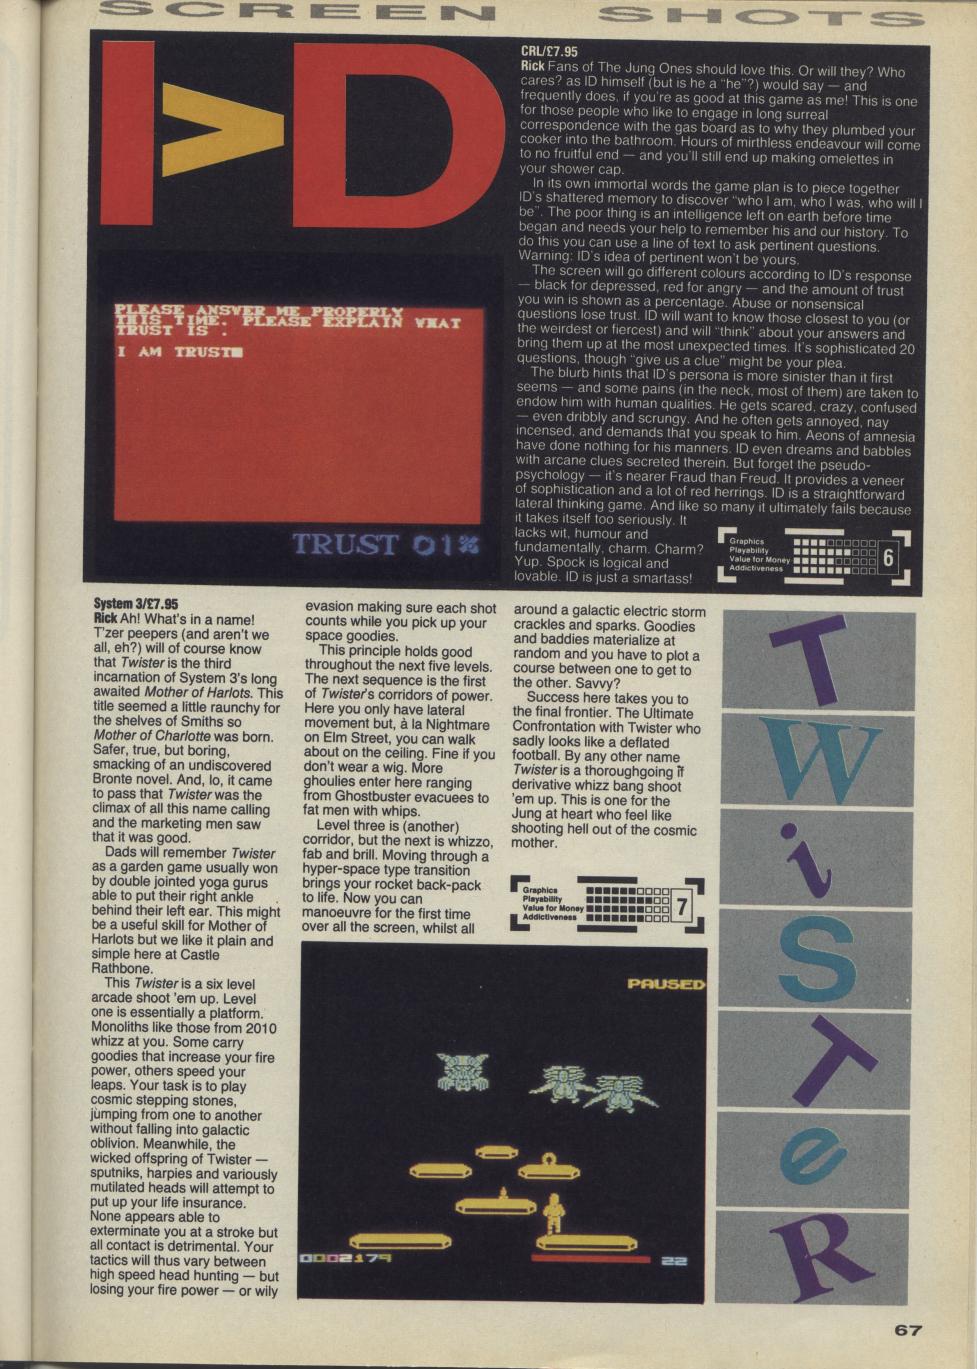 SCREEN SHOTS
I>D
CRL/£7.95
Rick Fans of The Jung Ones should love this. Or will they? Who
cares? as ID himself (but is he a "he"?) would say — and
frequently does, if you're as good at this game as me! This is one
for those people who like to engage in long surreal
correspondence with the gas board as to why they plumbed your
cooker into the bathroom. Hours of mirthless endeavour will come
to no fruitful end — and you'll still end up making omelettes in
your shower cap.
In its own immortal words the game plan is to piece together
ID's shattered memory to discover "who I am, who I was, who will I
be". The poor thing is an intelligence left on earth before time
began and needs your help to remember his and our history. To
do this you can use a line of text to ask pertinent questions.
Warning: ID's idea of pertinent won't be yours.
The screen will go different colours according to ID's response
— black for depressed, red for angry — and the amount of trust
you win is shown as a percentage. Abuse or nonsensical
questions lose trust. ID will want to know those closest to you (or
the weirdest or fiercest) and will "think" about your answers and
bring them up at the most unexpected times. It's sophisticated 20
questions, though "give us a clue" might be your plea.
The blurb hints that ID's persona is more sinister than it first
seems — and some pains (in the neck, most of them) are taken to
endow him with human qualities. He gets scared, crazy, confused
— even dribbly and scrungy. And he often gets annoyed, nay
incensed, and demands that you speak to him. Aeons of amnesia
have done nothing for his manners. ID even dreams and babbles
with arcane clues secreted therein. But forget the pseudo-
psychology — it's nearer Fraud than Freud. It provides a veneer
of sophistication and a lot of red herrings. ID is a straightforward
lateral thinking game. And like so many it ultimately fails because
it takes itself too seriously. It
lacks wit, humour and
fundamentally, charm. Charm?
Yup. Spock is logical and
lovable. ID is just a smartass!
Graphics
Playability
Value for Money
Addictiveness
6
PLEASE ANSWER ME PROPERLY
THIS TIME. PLEASE EXPLAIN WHAT
TRUST IS .
I AM TRUST
TRUST 01%
System 3/£7.95
Rick Ah! What's in a name!
T'zer peepers (and aren't we
all, eh?) will of course know
that Twister is the third
incarnation of System 3's long
awaited Mother of Harlots. This
title seemed a little raunchy for
the shelves of Smiths so
Mother of Charlotte was born.
Safer, true, but boring,
smacking of an undiscovered
Bronte novel. And, lo, it came
to pass that Twister was the
climax of all this name calling
and the marketing men saw
that it was good.
Dads will remember Twister
as a garden game usually won
by double jointed yoga gurus
able to put their right ankle
behind their left ear. This might
be a useful skill for Mother of
Harlots but we like it plain and
simple here at Castle
Rathbone.
This Twister is a six level
arcade shoot 'em up. Level
one is essentially a platform.
Monoliths like those from 2010
whizz at you. Some carry
goodies that increase your fire
power, others speed your
leaps. Your task is to play
cosmic stepping stones,
jumping from one to another
without falling into galactic
oblivion. Meanwhile, the
wicked offspring of Twister —
sputniks, harpies and variously
mutilated heads will attempt to
put up your life insurance.
None appears able to
exterminate you at a stroke but
all contact is detrimental. Your
tactics will thus vary between
high speed head hunting — but
losing your fire power — or wily
evasion making sure each shot
counts while you pick up your
space goodies.
This principle holds good
throughout the next five levels.
The next sequence is the first
of Twister's corridors of power.
Here you only have lateral
movement but, à la Nightmare
on Elm Street, you can walk
about on the ceiling. Fine if you
don't wear a wig. More
ghoulies enter here ranging
from Ghostbuster evacuees to
fat men with whips.
Level three is (another)
corridor, but the next is whizzo,
fab and brill. Moving through a
hyper-space type transition
brings your rocket back-pack
to life. Now you can
manoeuvre for the first time
over all the screen, whilst all
around a galactic electric storm
crackles and sparks. Goodies
and baddies materialize at
random and you have to plot a
course between one to get to
the other. Savvy?
Success here takes you to
the final frontier. The Ultimate
Confrontation with Twister who
sadly looks like a deflated
football. By any other name
Twister is a thoroughgoing if
derivative whizz bang shoot
'em up. This is one for the
Jung at heart who feel like
shooting hell out of the cosmic
mother.
Graphics
Playability
Value for Money
Addictiveness
7
PAUSED
0002179
22
T
W
i
S
T
e
R
67